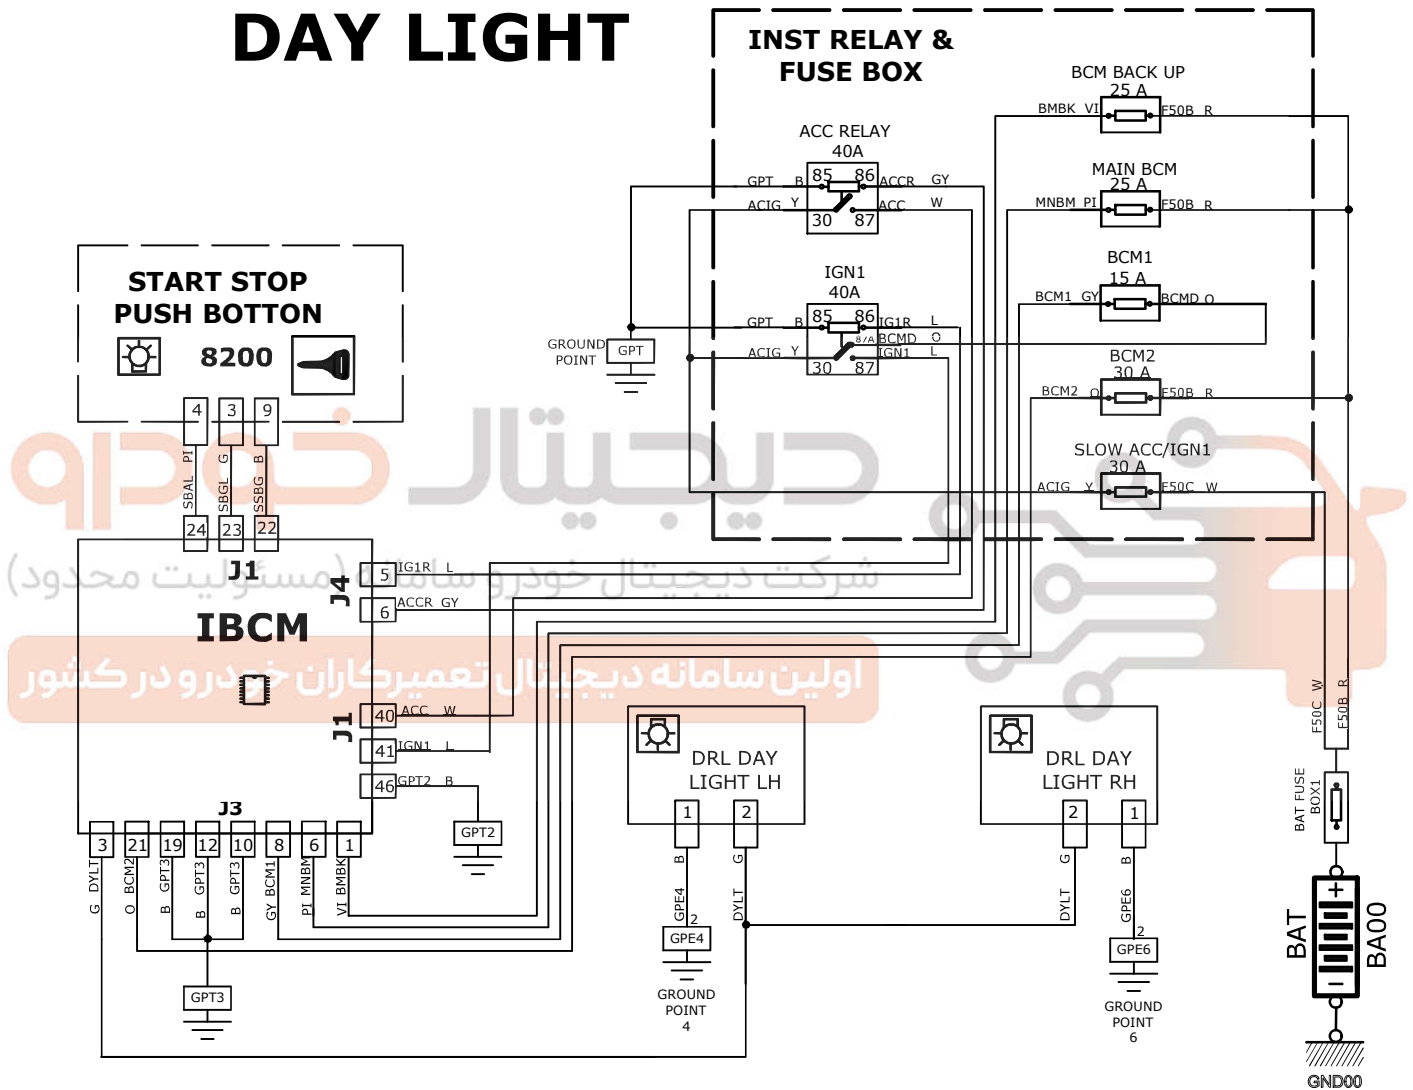 DAY LIGHT
INST RELAY &
FUSE BOX
BCM BACK UP
25 A
BMBK VI
F50B R
ACC RELAY
40A
85 86
30 87
GPT B
ACCR GY
ACIG Y
ACC W
MAIN BCM
25 A
MNBM PI
F50B R
IGN1
40A
85 86
87A
30 87
GPT B
IG1R L
BCMD O
ACIG Y
IGN1 L
BCM1
15 A
BCM1 GY
BCMD O
BCM2
30 A
BCM2 O
F50B R
SLOW ACC/IGN1
30 A
ACIG Y
F50C W
GROUND
POINT
GPT
START STOP
PUSH BOTTON
8200
4 3 9
SBAL PI
SBGL G
SSBG B
24 23 22
J1
دیجیتال خودرو
شرکت دیجیتال خودرو سامانه (مسئولیت محدود)
اولین سامانه دیجیتال تعمیرکاران خودرو در کشور
IBCM
J4
5 IG1R L
6 ACCR GY
J1
40 ACC W
41 IGN1 L
46 GPT2 B
GPT2
J3
3 21 19 12 10 8 6 1
G DYLT
O BCM2
B GPT3
B GPT3
B GPT3
GY BCM1
PI MNBM
VI BMBK
GPT3
DRL DAY
LIGHT LH
1 2
B
G
GPE4
DYLT
2
GPE4
GROUND
POINT
4
DRL DAY
LIGHT RH
2 1
G
B
DYLT
GPE6
2
GPE6
GROUND
POINT
6
F50C W
F50B R
BAT FUSE
BOX1
+
−
BAT
BA00
GND00